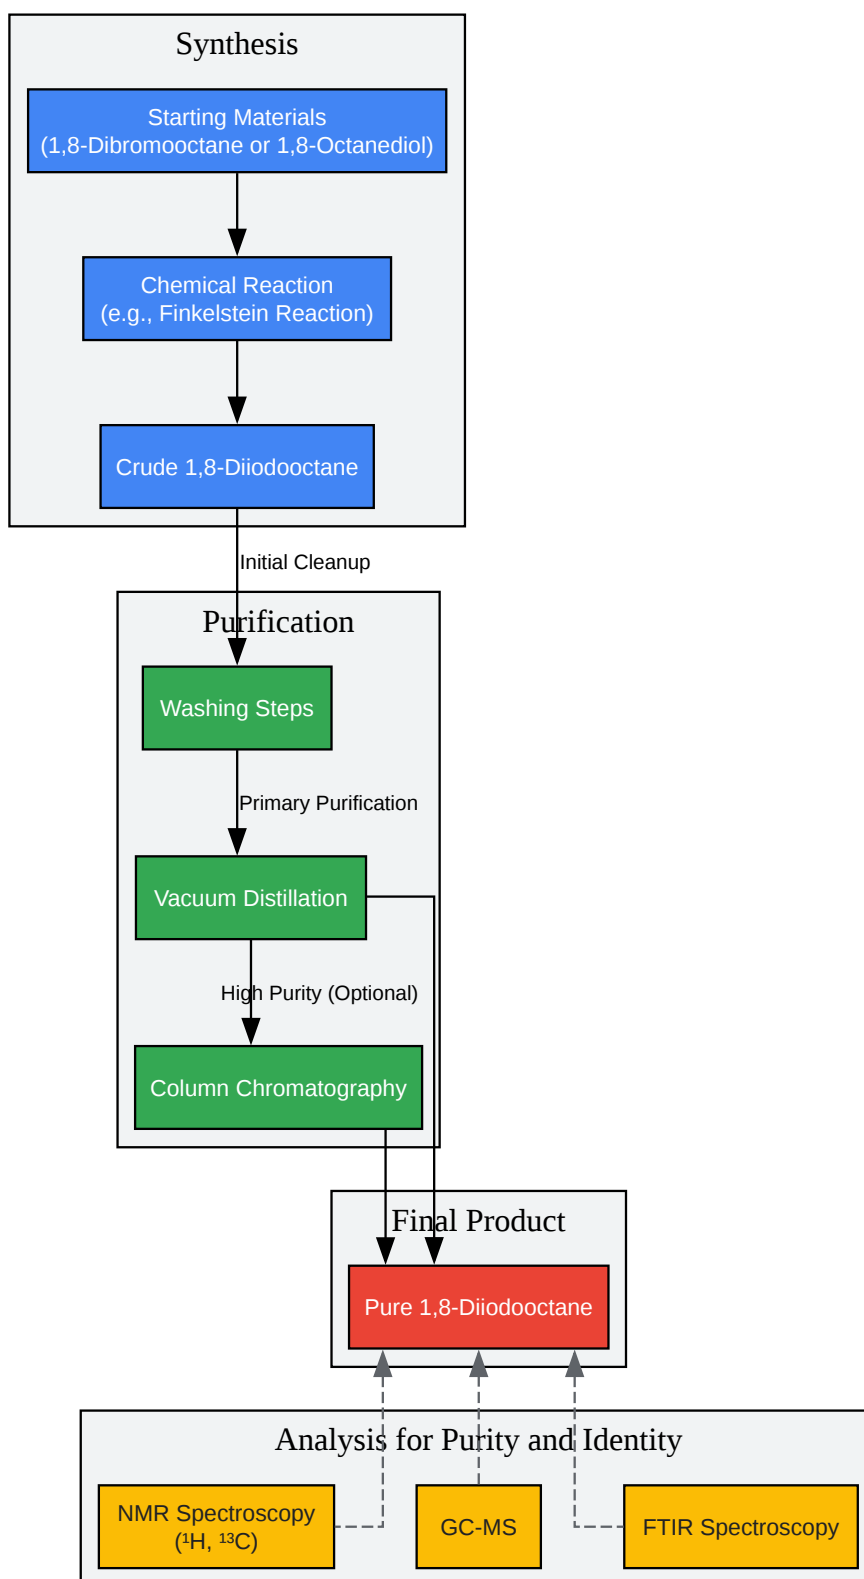 Synthesis
Starting Materials
(1,8-Dibromooctane or 1,8-Octanediol)
Chemical Reaction
(e.g., Finkelstein Reaction)
Crude 1,8-Diiodooctane
Initial Cleanup
Purification
Washing Steps
Primary Purification
Vacuum Distillation
High Purity (Optional)
Column Chromatography
Final Product
Pure 1,8-Diiodooctane
Analysis for Purity and Identity
NMR Spectroscopy
(¹H, ¹³C)
GC-MS
FTIR Spectroscopy